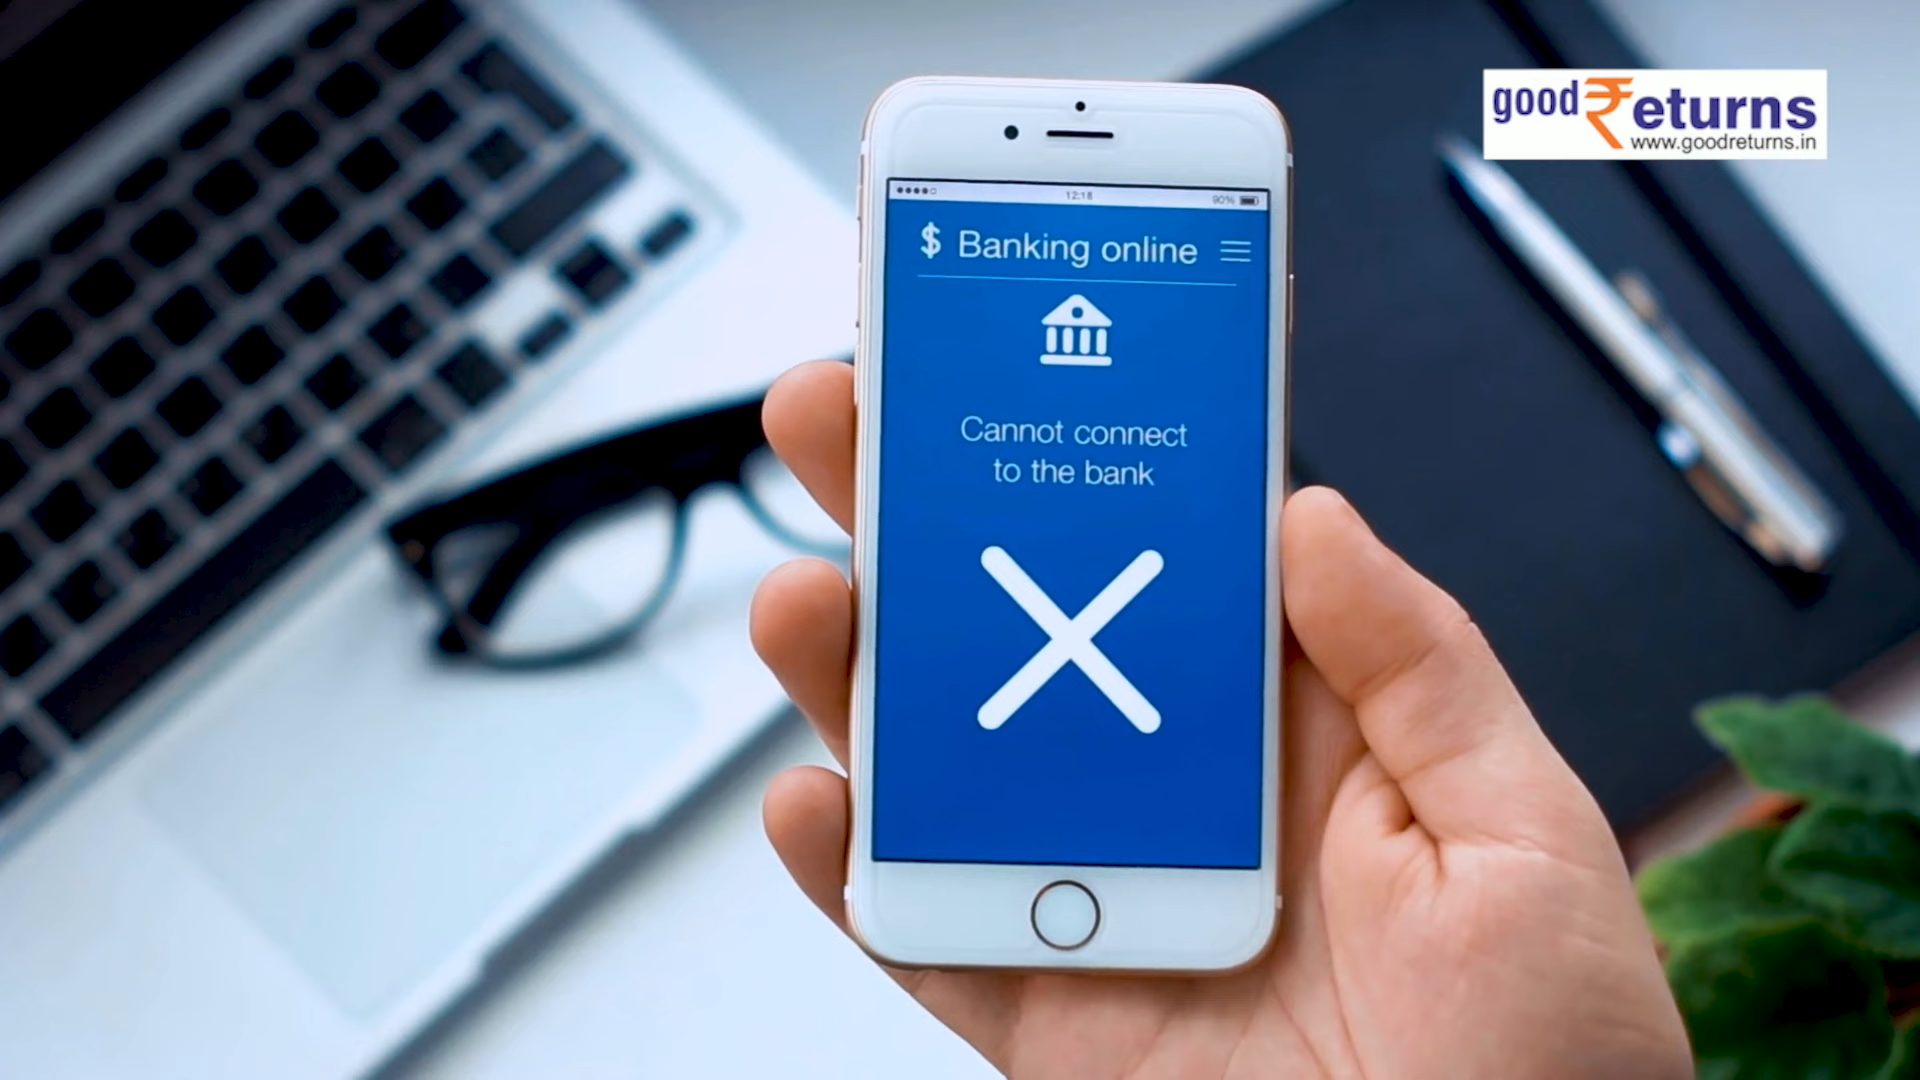 good ₹eturns
www.goodreturns.in
12:18
90%
$ Banking online
Cannot connect
to the bank